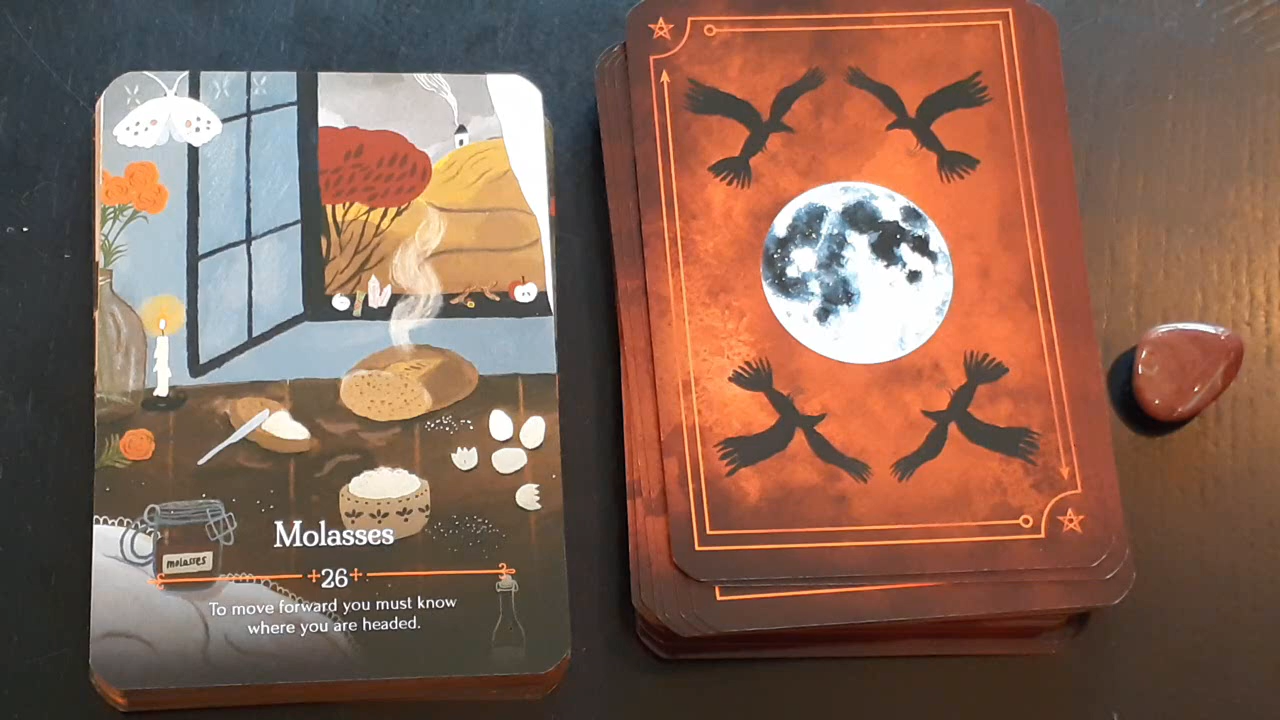 molasses
Molasses
26
To move forward you must know
where you are headed.